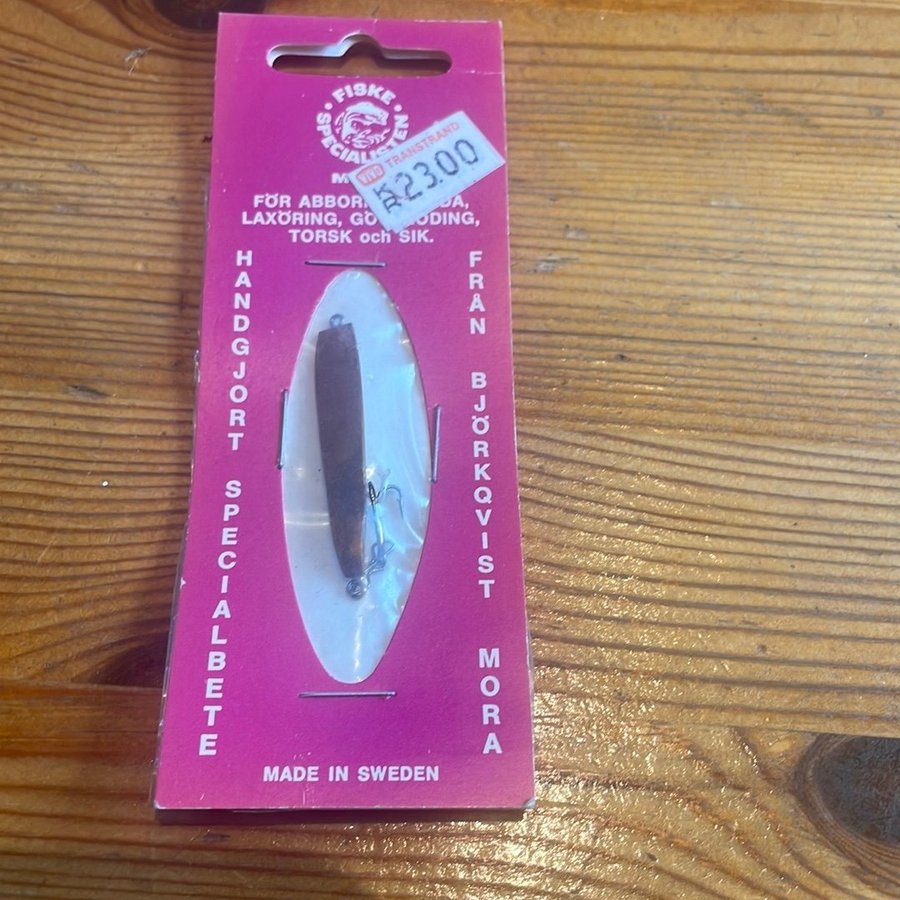 FISKE
SPECIALISTEN
VIVO TRANSTRAND
KR 23.00
FÖR
LAXÖRING,
TORSK och SIK.
HANDGJORT SPECIALBETE
FRÅN BJÖRKQVIST MORA
MADE IN SWEDEN